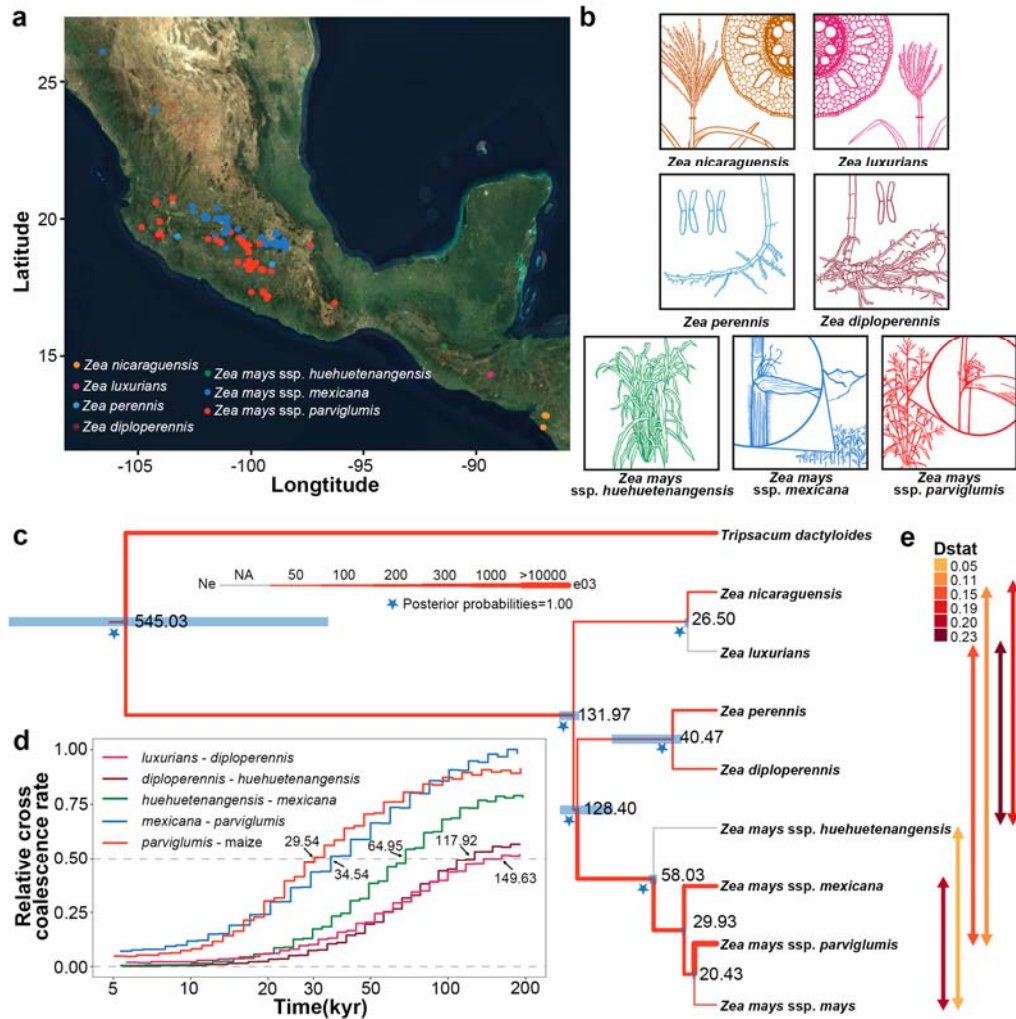 a
25
20
15
Latitude
-105
-100
-95
-90
Longtitude
Zea nicaraguensis
Zea luxurians
Zea perennis
Zea diploperennis
Zea mays ssp. huehuetenangensis
Zea mays ssp. mexicana
Zea mays ssp. parviglumis
b
Zea nicaraguensis
Zea luxurians
Zea perennis
Zea diploperennis
Zea mays
ssp. huehuetenangensis
Zea mays
ssp. mexicana
Zea mays
ssp. parviglumis
c
Tripsacum dactyloides
Ne NA 50 100 200 300 1000 >10000 e03
Posterior probabilities=1.00
545.03
Zea nicaraguensis
26.50
Zea luxurians
131.97
Zea perennis
40.47
Zea diploperennis
128.40
Zea mays ssp. huehuetenangensis
58.03
Zea mays ssp. mexicana
29.93
Zea mays ssp. parviglumis
20.43
Zea mays ssp. mays
d
1.00
0.75
0.50
0.25
0.00
Relative cross
coalescence rate
luxurians - diploperennis
diploperennis - huehuetenangensis
huehuetenangensis - mexicana
mexicana - parviglumis
parviglumis - maize
29.54
34.54
64.95
117.92
149.63
5
10
20
30
50
100
200
Time(kyr)
e
Dstat
0.05
0.11
0.15
0.19
0.20
0.23